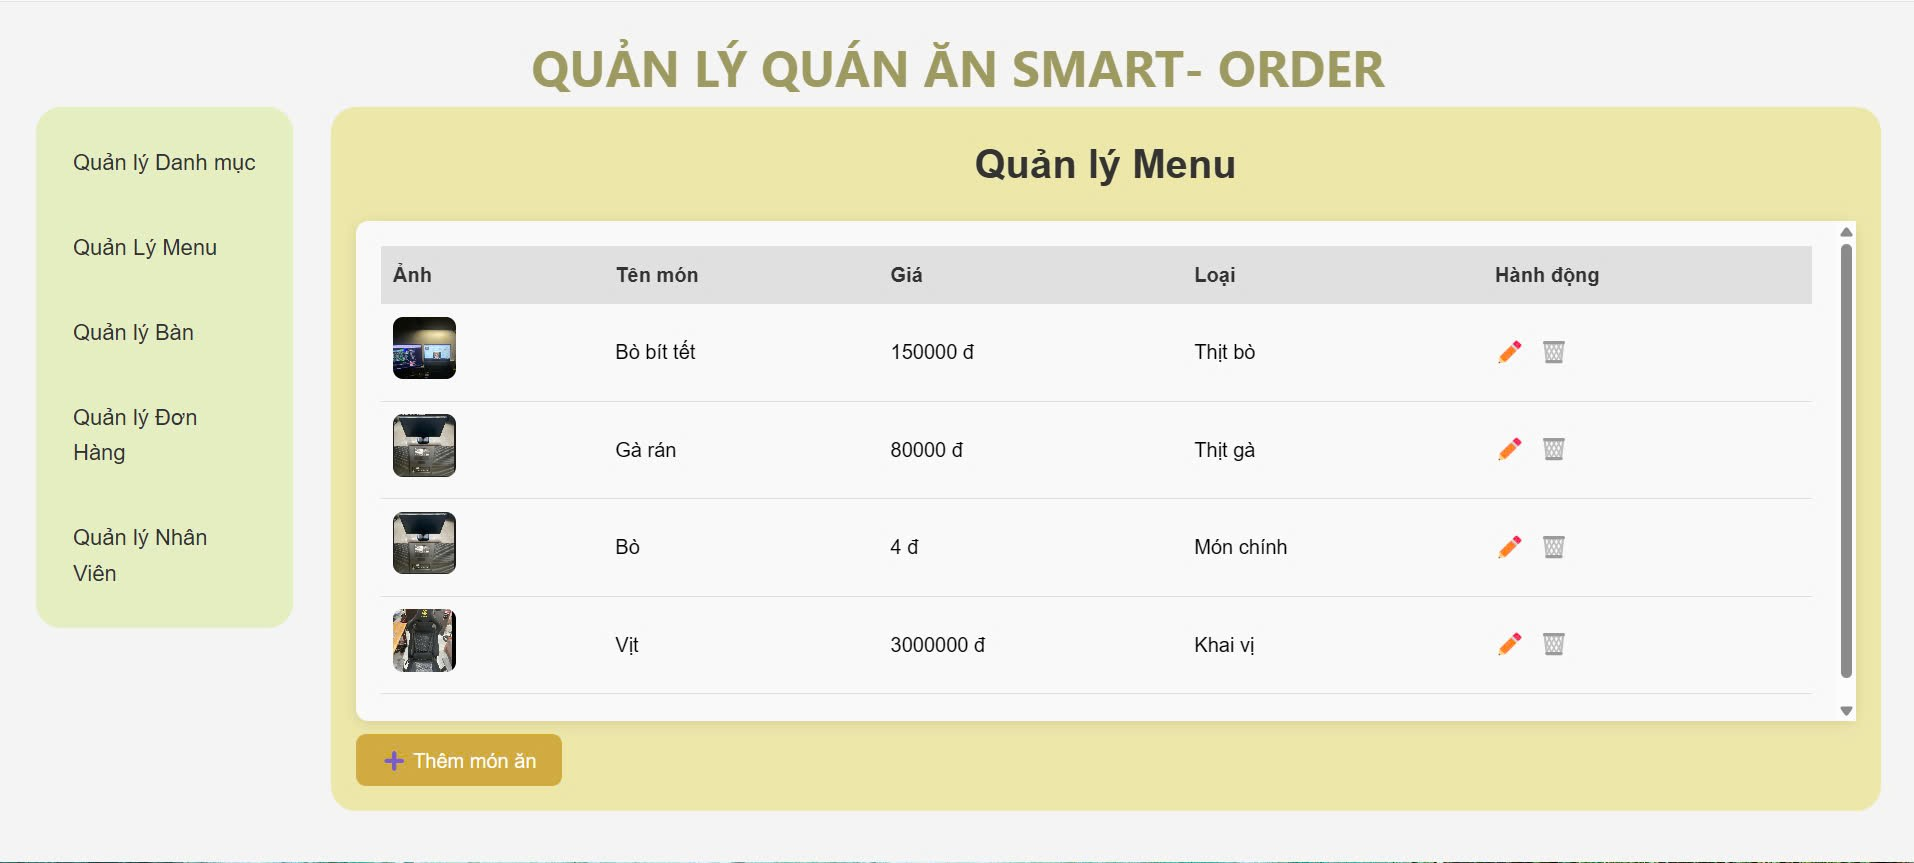 QUẢN LÝ QUÁN ĂN SMART- ORDER
Quản lý Danh mục
Quản Lý Menu
Quản lý Bàn
Quản lý Đơn
Hàng
Quản lý Nhân
Viên
Quản lý Menu
Ảnh Tên món Giá Loại Hành động
Bò bít tết 150000 đ Thịt bò
Gà rán 80000 đ Thịt gà
Bò 4 đ Món chính
Vịt 3000000 đ Khai vị
Thêm món ăn